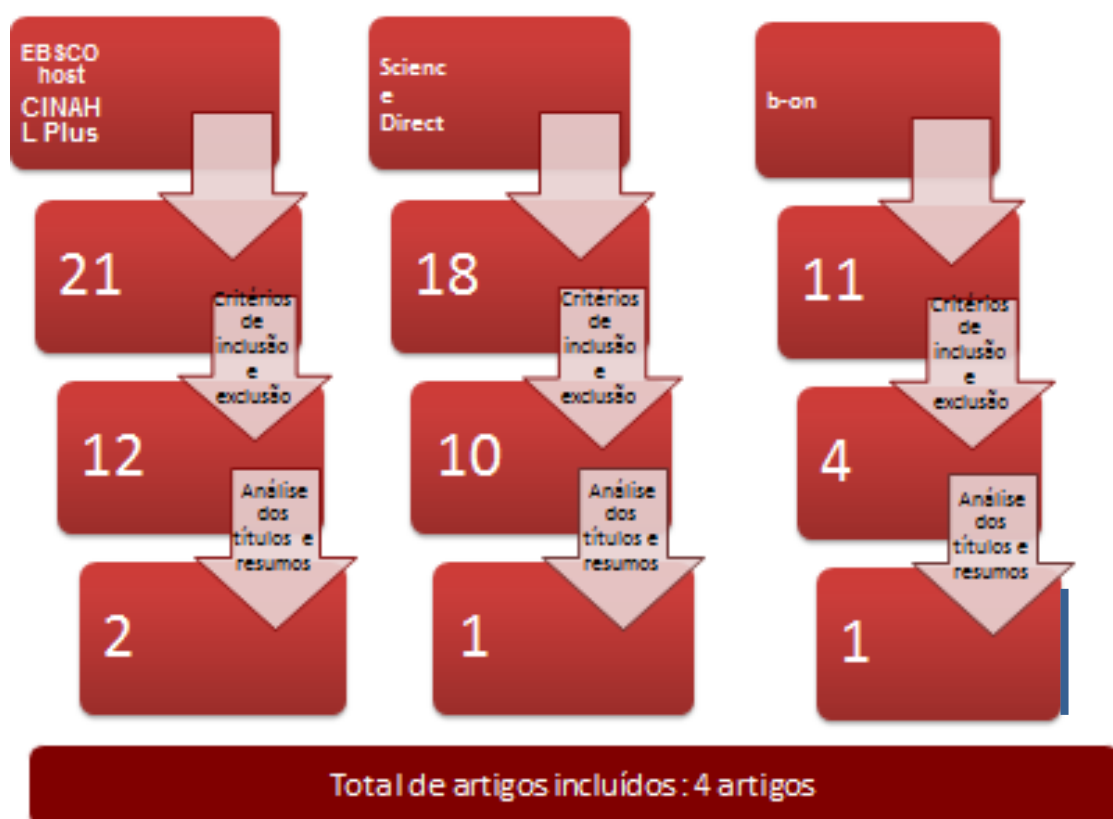 EBSCO
host
CINAH
L Plus
21
Critérios
de
inclusão
e
exclusão
12
Análise
dos
títulos e
resumos
2
Scienc
e
Direct
18
Critérios
de
inclusão
e
exclusão
10
Análise
dos
títulos e
resumos
1
b-on
11
Critérios
de
inclusão
e
exclusão
4
Análise
dos
títulos e
resumos
1
Total de artigos incluídos : 4 artigos